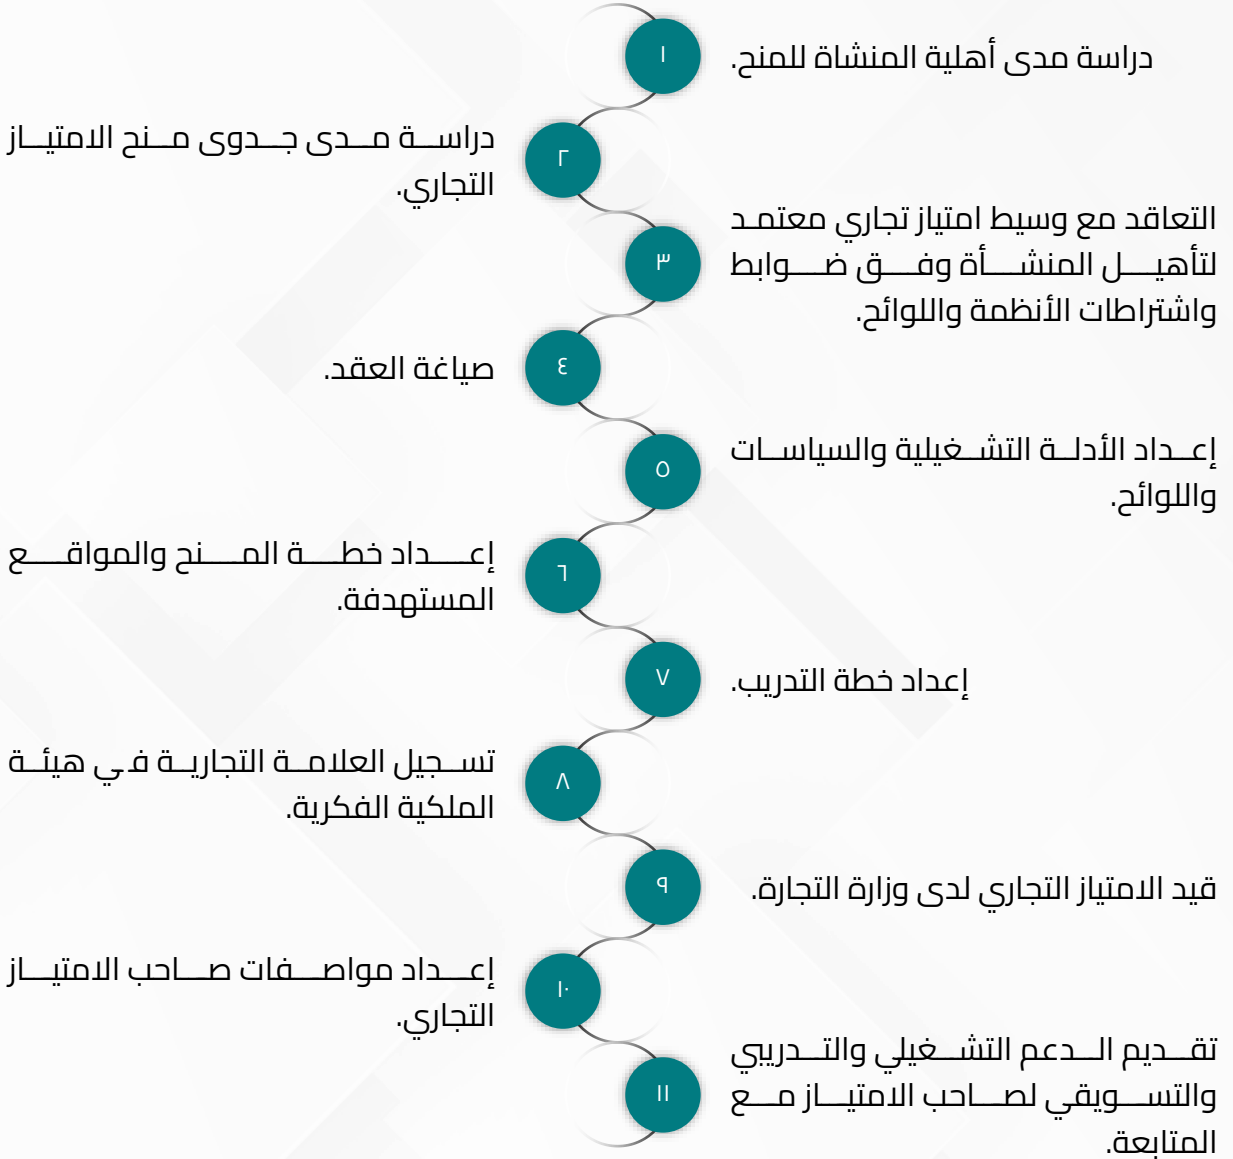 ١
دراسة مدى أهلية المنشاة للمنح.
٢
دراسة مدى جدوى منح الامتياز
التجاري.
٣
التعاقد مع وسيط امتياز تجاري معتمد
لتأهيل المنشأة وفق ضوابط
واشتراطات الأنظمة واللوائح.
٤
صياغة العقد.
٥
إعداد الأدلة التشغيلية والسياسات
واللوائح.
٦
إعداد خطة المنح والمواقع
المستهدفة.
٧
إعداد خطة التدريب.
٨
تسجيل العلامة التجارية في هيئة
الملكية الفكرية.
٩
قيد الامتياز التجاري لدى وزارة التجارة.
١٠
إعداد مواصفات صاحب الامتياز
التجاري.
١١
تقديم الدعم التشغيلي والتدريبي
والتسويقي لصاحب الامتياز مع
المتابعة.